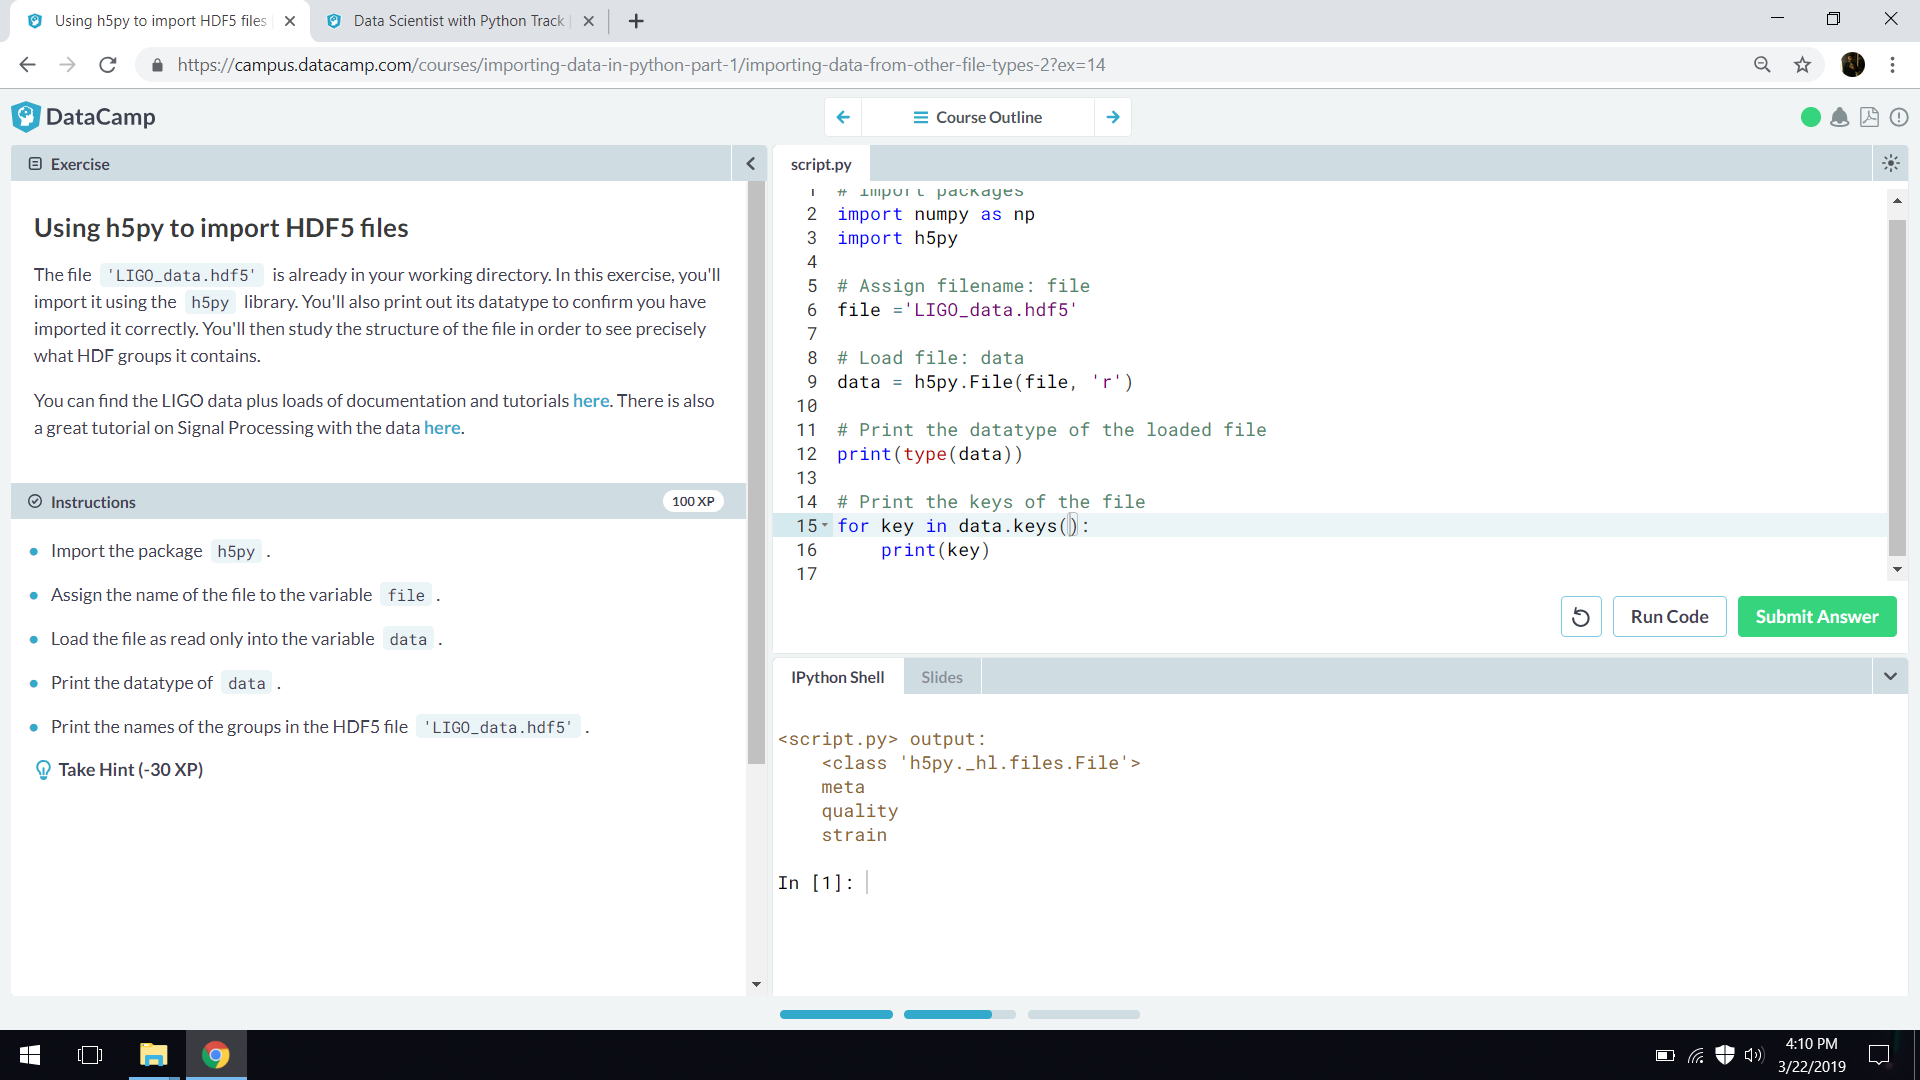 Using h5py to import HDF5 files
Data Scientist with Python Track
https://campus.datacamp.com/courses/importing-data-in-python-part-1/importing-data-from-other-file-types-2?ex=14
DataCamp
Course Outline
Exercise
Using h5py to import HDF5 files
The file 'LIGO_data.hdf5' is already in your working directory. In this exercise, you'll
import it using the h5py library. You'll also print out its datatype to confirm you have
imported it correctly. You'll then study the structure of the file in order to see precisely
what HDF groups it contains.
You can find the LIGO data plus loads of documentation and tutorials here. There is also
a great tutorial on Signal Processing with the data here.
Instructions
100 XP
Import the package h5py .
Assign the name of the file to the variable file .
Load the file as read only into the variable data .
Print the datatype of data .
Print the names of the groups in the HDF5 file 'LIGO_data.hdf5' .
Take Hint (-30 XP)
script.py
1 # Import packages
2 import numpy as np
3 import h5py
4
5 # Assign filename: file
6 file ='LIGO_data.hdf5'
7
8 # Load file: data
9 data = h5py.File(file, 'r')
10
11 # Print the datatype of the loaded file
12 print(type(data))
13
14 # Print the keys of the file
15 for key in data.keys():
16     print(key)
17
Run Code
Submit Answer
IPython Shell
Slides
<script.py> output:
    <class 'h5py._hl.files.File'>
    meta
    quality
    strain
In [1]:
4:10 PM
3/22/2019